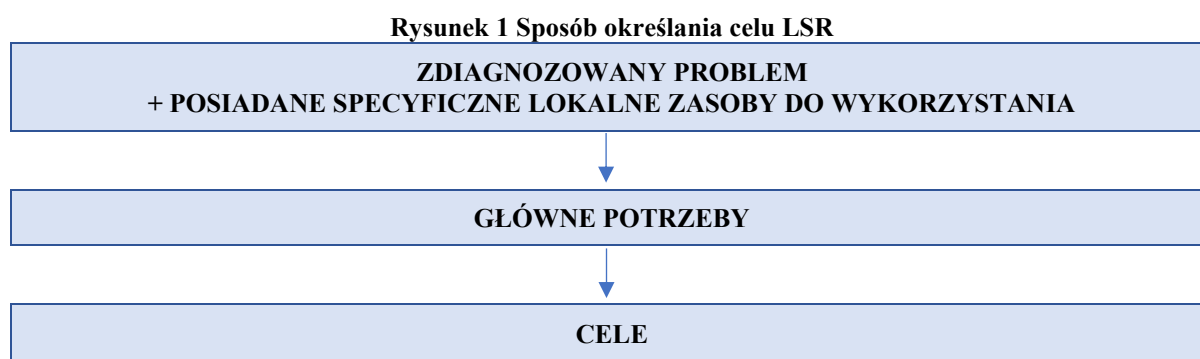 Rysunek 1 Sposób określania celu LSR
ZDIAGNOZOWANY PROBLEM
+ POSIADANE SPECYFICZNE LOKALNE ZASOBY DO WYKORZYSTANIA
GŁÓWNE POTRZEBY
CELE